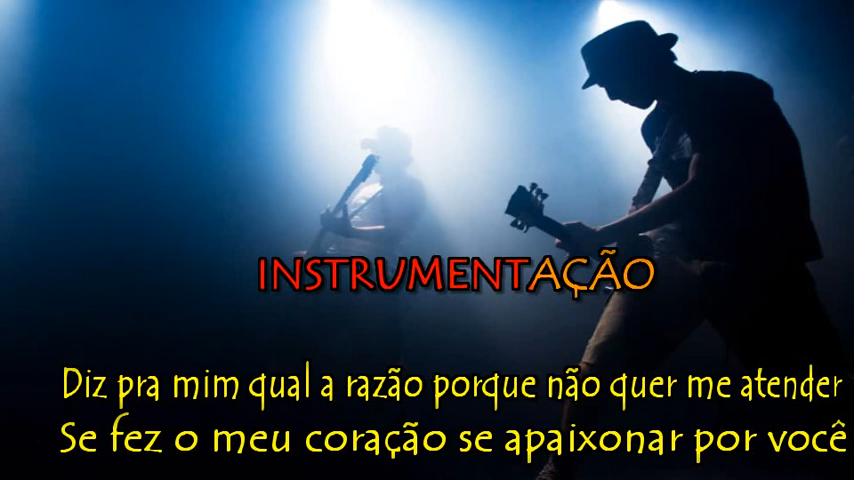 INSTRUMENTAÇÃO
Diz pra mim qual a razão porque não quer me atender
Se fez o meu coração se apaixonar por você